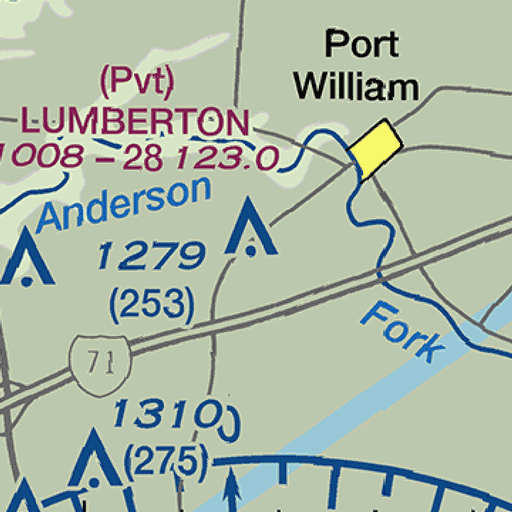 Port
William
(Pvt)
LUMBERTON
1008 – 28 123.0
Anderson
1279
(253)
Fork
71
1310
(275)